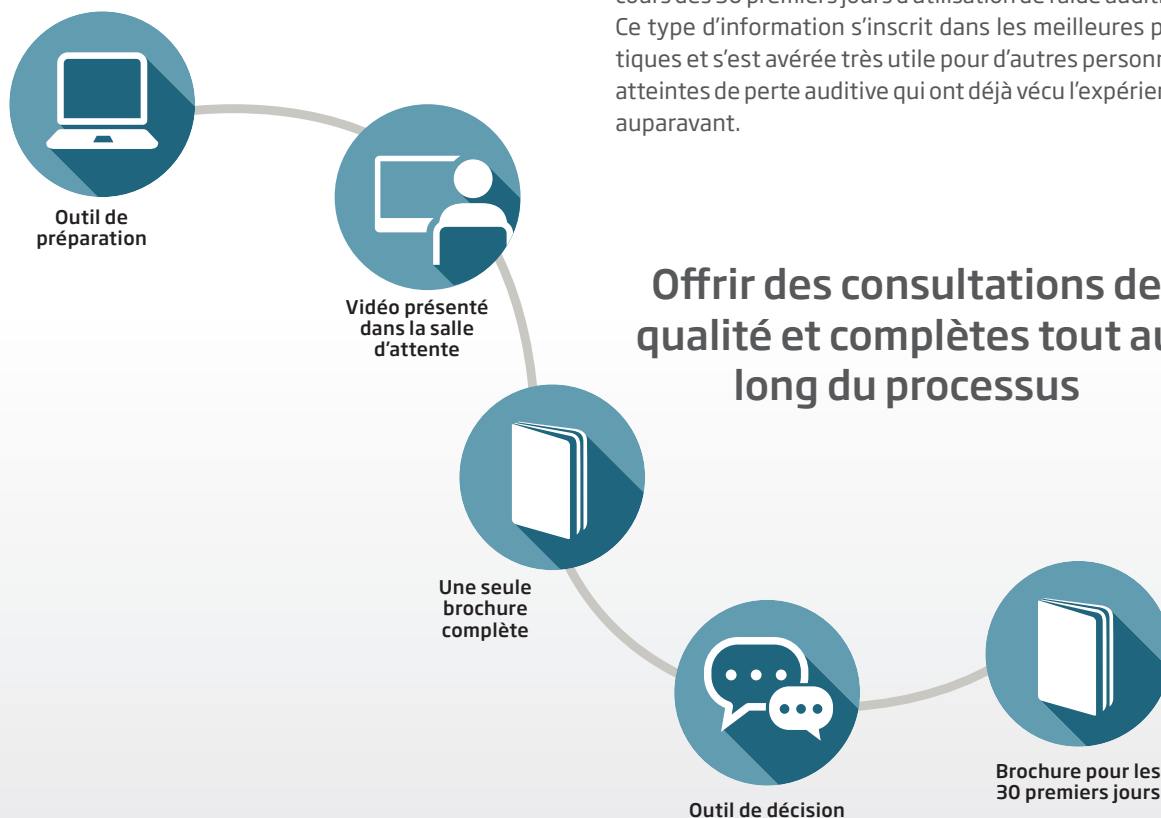 Ce type d'information s'inscrit dans les meilleures
tiques et s'est avérée très utile pour d'autres
atteintes de perte auditive qui ont déjà vécu
auparavant.
Outil de
préparation
Vidéo présenté
dans la salle
d'attente
Offrir des consultations de
qualité et complètes tout au
long du processus
Une seule
brochure
complète
Outil de décision
Brochure pour les
30 premiers jours